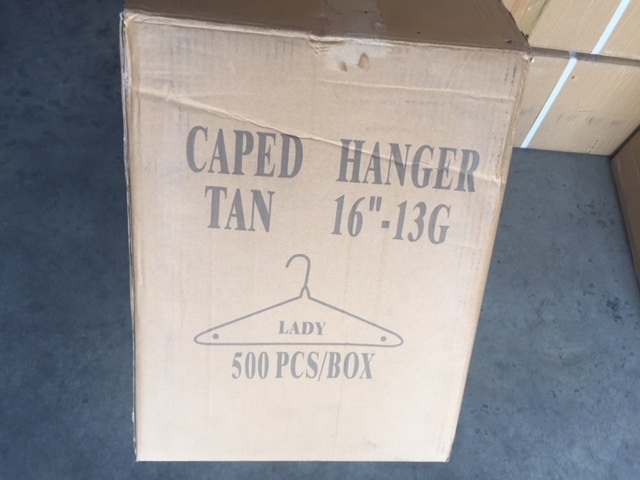 CAPED HANGER
TAN 16"-13G
LADY
500 PCS/BOX